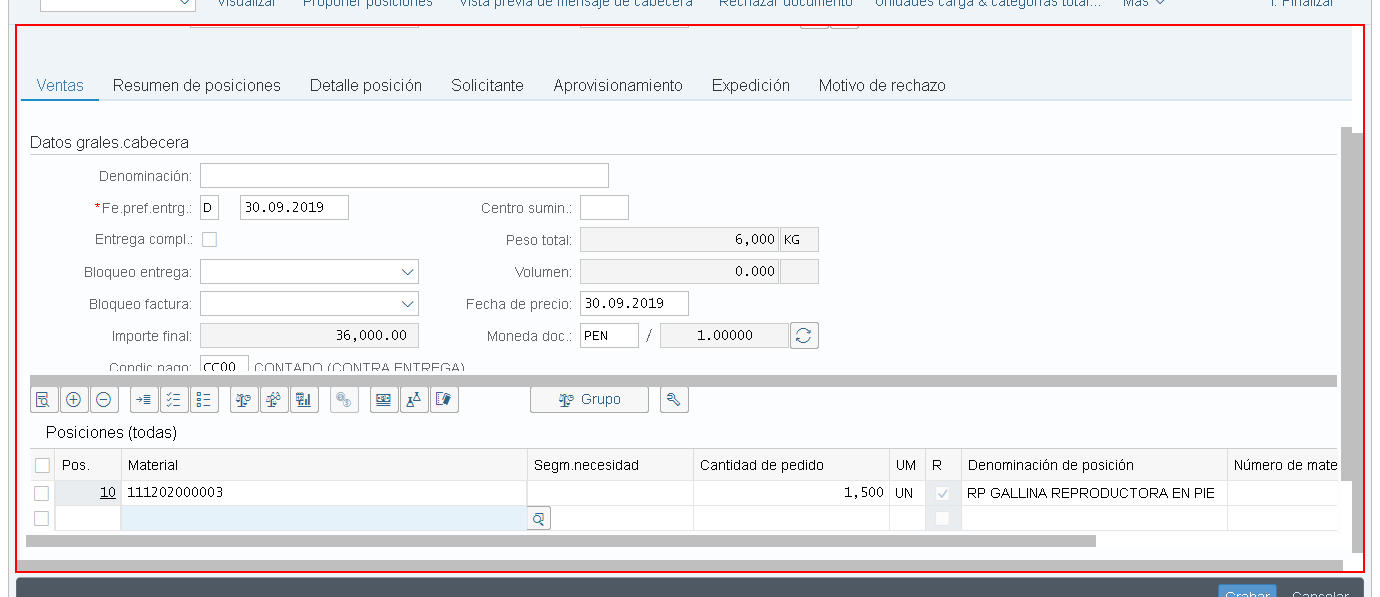 Visualizar Proponer posiciones Vista previa de mensaje de cabecera Rechazar documento Unidades carga & categorías total... Más I. Finalizar
Ventas Resumen de posiciones Detalle posición Solicitante Aprovisionamiento Expedición Motivo de rechazo
Datos grales.cabecera
Denominación:
*Fe.pref.entrg.: D 30.09.2019 Centro sumin.:
Entrega compl.: Peso total: 6,000 KG
Bloqueo entrega: Volumen: 0.000
Bloqueo factura: Fecha de precio: 30.09.2019
Importe final: 36,000.00 Moneda doc.: PEN / 1.00000
Condic.pago: CC00 CONTADO (CONTRA ENTREGA)
Grupo
Posiciones (todas)
Pos. Material Segm.necesidad Cantidad de pedido UM R Denominación de posición Número de mate
10 111202000003 1,500 UN RP GALLINA REPRODUCTORA EN PIE
Grabar Cancelar